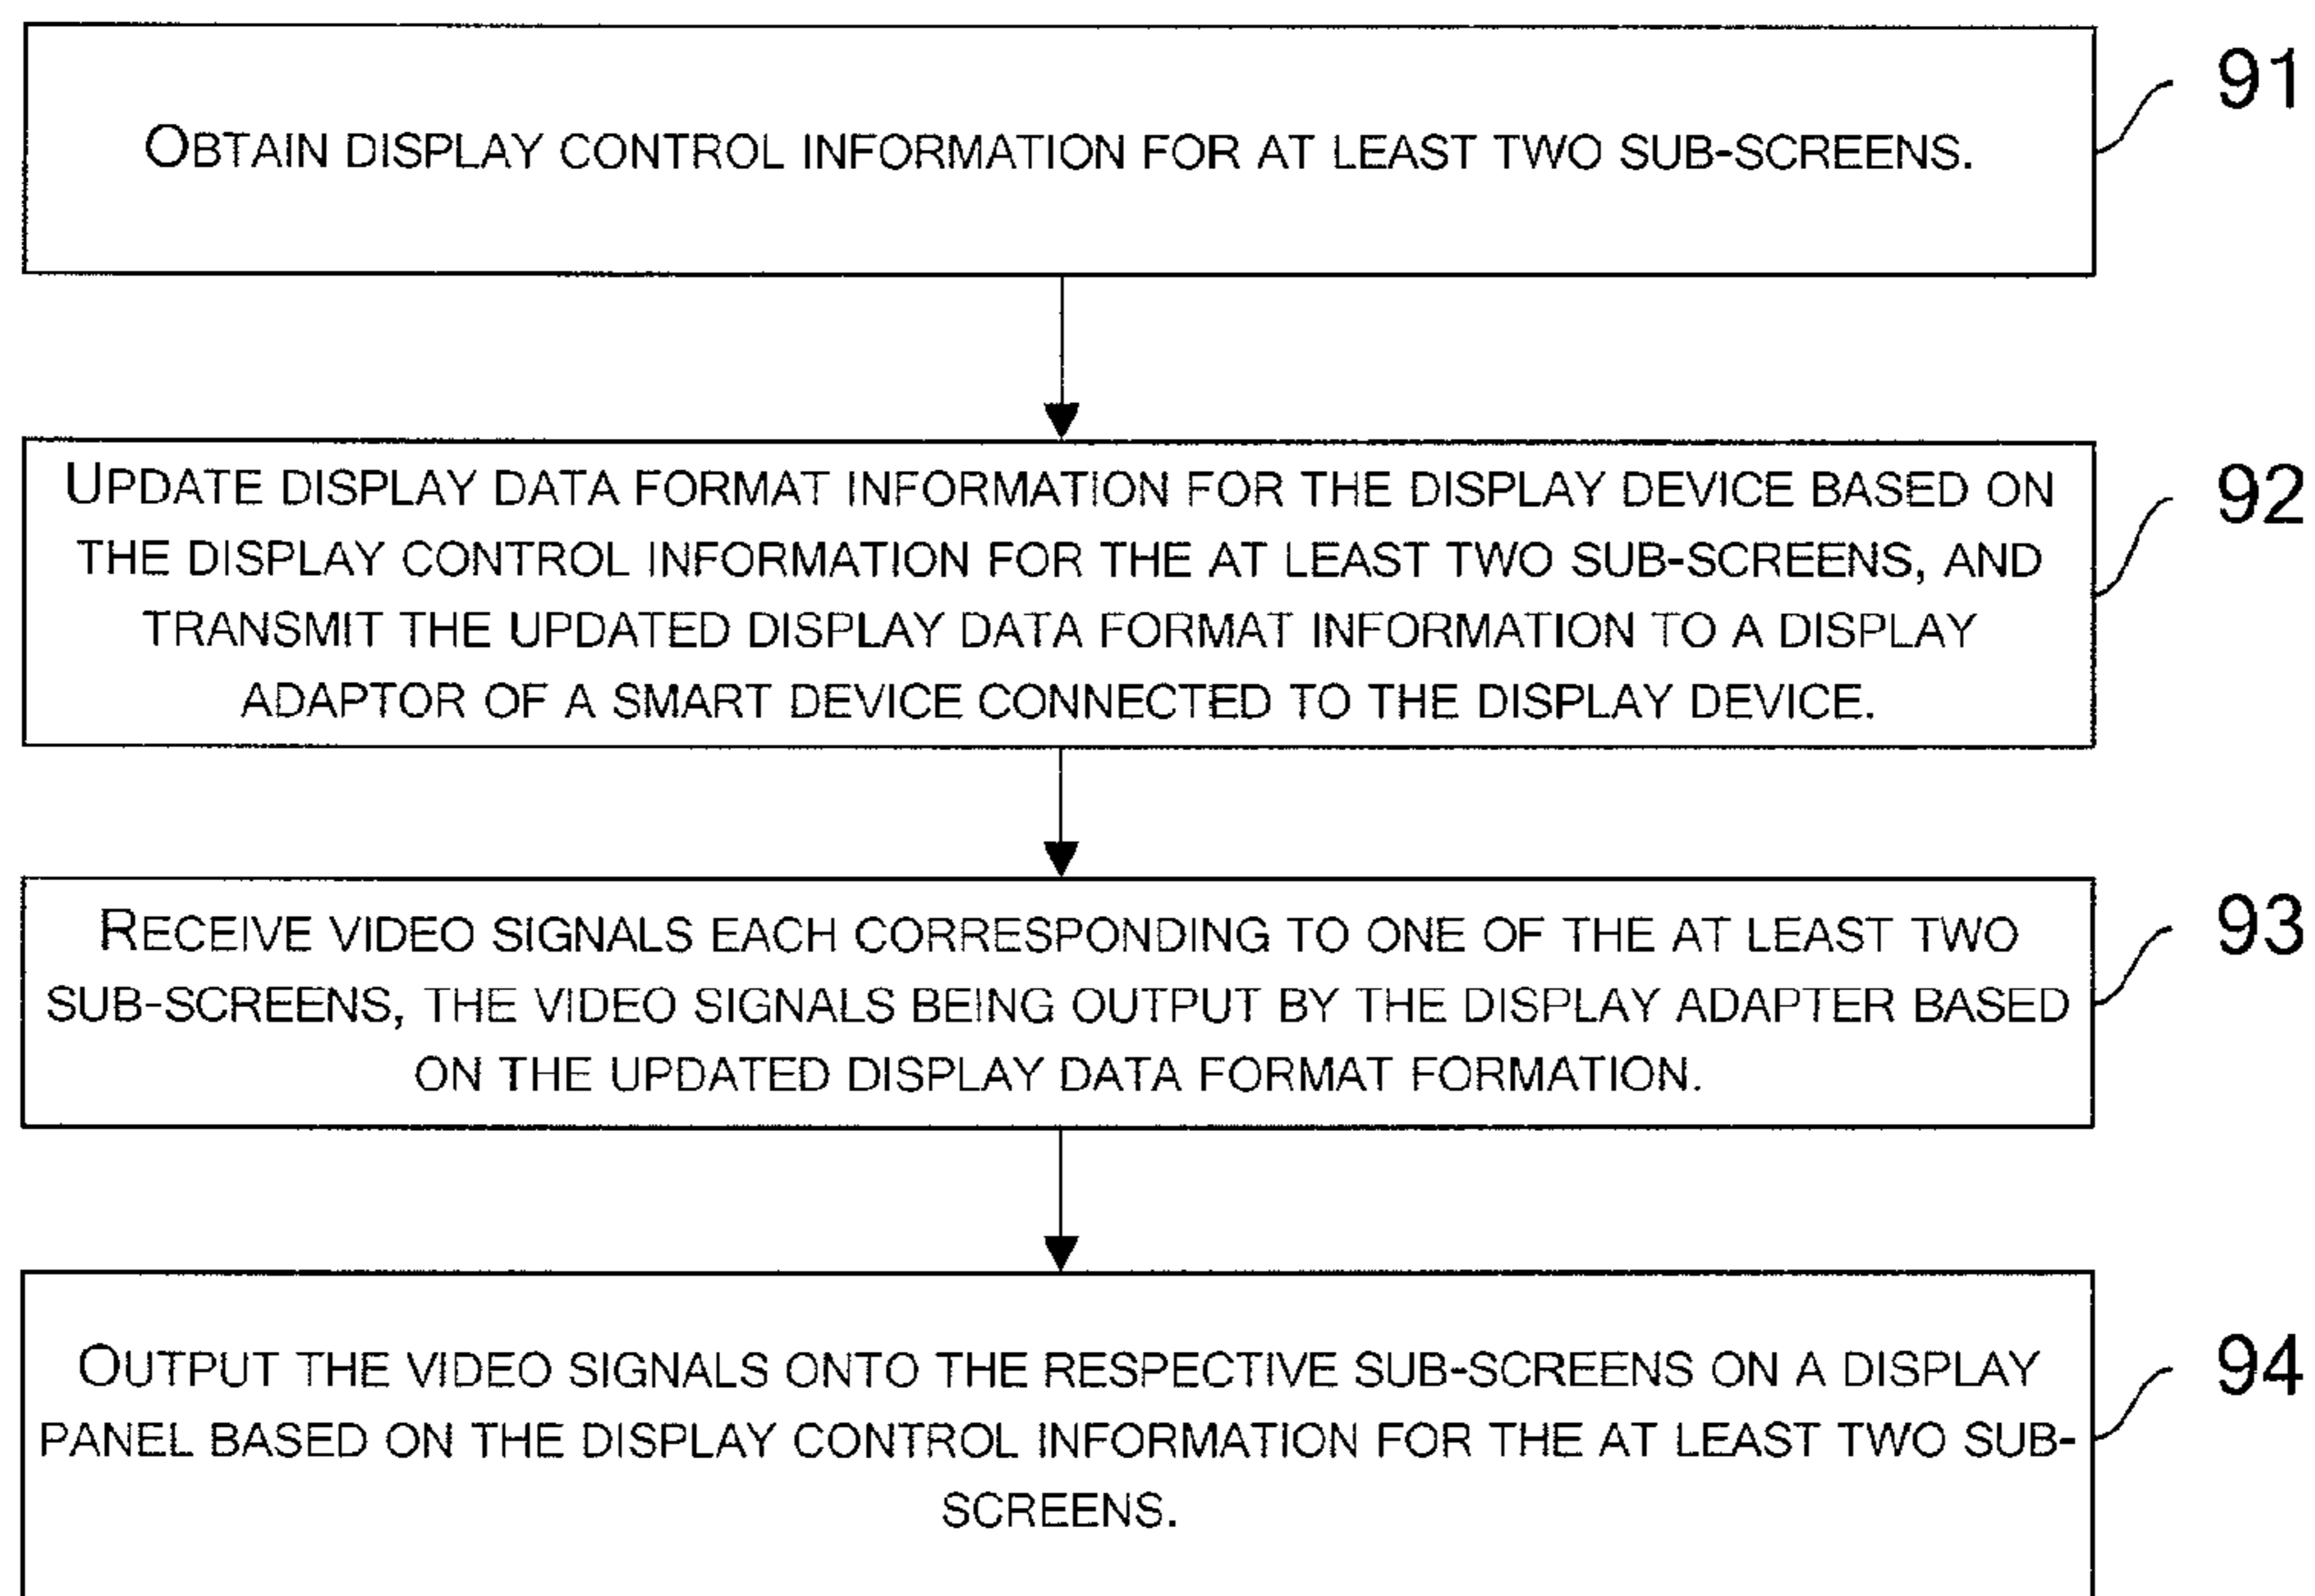 OBTAIN DISPLAY CONTROL INFORMATION FOR AT LEAST TWO SUB-SCREENS.
91
UPDATE DISPLAY DATA FORMAT INFORMATION FOR THE DISPLAY DEVICE BASED ON
THE DISPLAY CONTROL INFORMATION FOR THE AT LEAST TWO SUB-SCREENS, AND
TRANSMIT THE UPDATED DISPLAY DATA FORMAT INFORMATION TO A DISPLAY
ADAPTOR OF A SMART DEVICE CONNECTED TO THE DISPLAY DEVICE.
92
RECEIVE VIDEO SIGNALS EACH CORRESPONDING TO ONE OF THE AT LEAST TWO
SUB-SCREENS, THE VIDEO SIGNALS BEING OUTPUT BY THE DISPLAY ADAPTER BASED
ON THE UPDATED DISPLAY DATA FORMAT FORMATION.
93
OUTPUT THE VIDEO SIGNALS ONTO THE RESPECTIVE SUB-SCREENS ON A DISPLAY
PANEL BASED ON THE DISPLAY CONTROL INFORMATION FOR THE AT LEAST TWO SUB-
SCREENS.
94